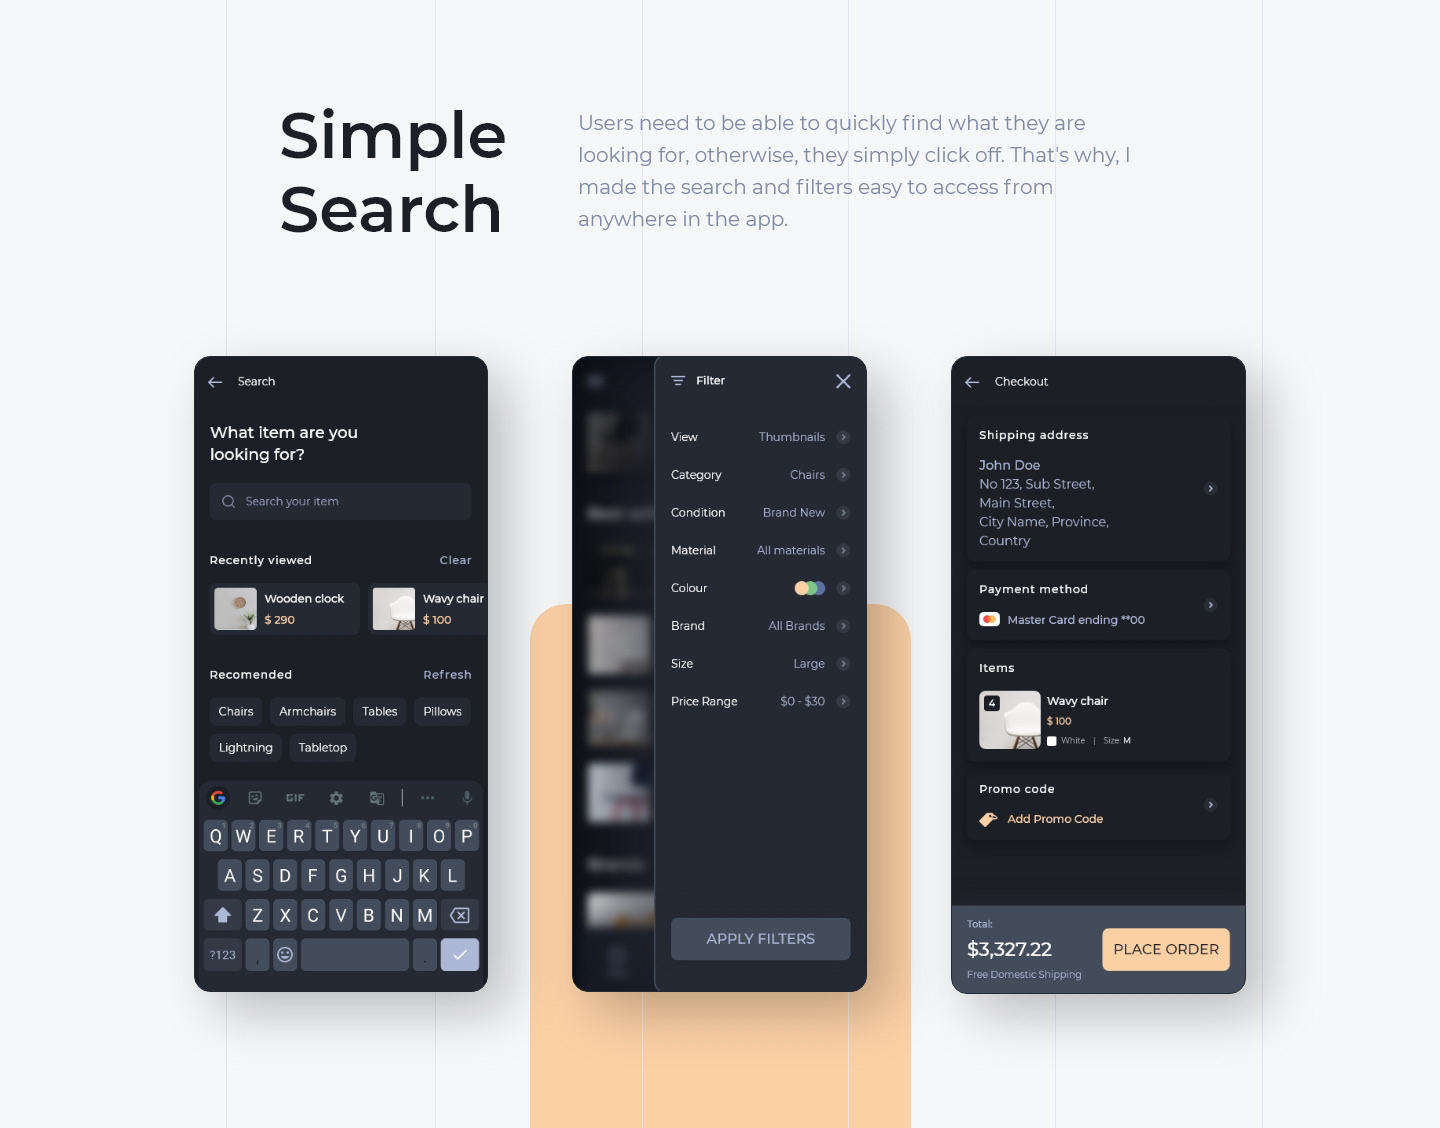 Simple
Search
Users need to be able to quickly find what they are
looking for, otherwise, they simply click off. That's why, I
made the search and filters easy to access from
anywhere in the app.
Search
What item are you
looking for?
Search your item
Recently viewed Clear
Wooden clock
$ 290
Wavy chair
$ 100
Recomended Refresh
Chairs Armchairs Tables Pillows
Lightning Tabletop
G GIF
Q W E R T Y U I O P
A S D F G H J K L
Z X C V B N M
?123 , .
Filter
View Thumbnails
Category Chairs
Condition Brand New
Material All materials
Colour
Brand All Brands
Size Large
Price Range $0 - $30
APPLY FILTERS
Checkout
Shipping address
John Doe
No 123, Sub Street,
Main Street,
City Name, Province,
Country
Payment method
Master Card ending **00
Items
4
Wavy chair
$ 100
White | Size: M
Promo code
Add Promo Code
Total:
$3,327.22
Free Domestic Shipping
PLACE ORDER